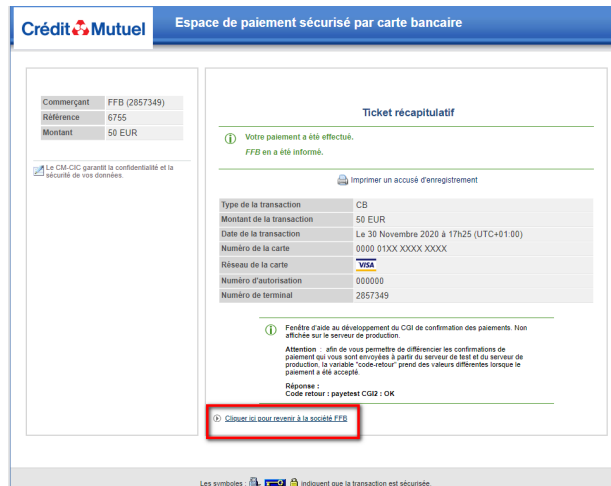 Crédit Mutuel
Espace de paiement sécurisé par carte bancaire
Commerçant FFB (2857349)
Référence 6755
Montant 50 EUR
Le CM-CIC garantit la confidentialité et la
sécurité de vos données.
Ticket récapitulatif
Votre paiement a été effectué.
FFB en a été informé.
Imprimer un accusé d'enregistrement
Type de la transaction CB
Montant de la transaction 50 EUR
Date de la transaction Le 30 Novembre 2020 à 17h25 (UTC+01:00)
Numéro de la carte 0000 01XX XXXX XXXX
Réseau de la carte VISA
Numéro d'autorisation 000000
Numéro de terminal 2857349
Fenêtre d'aide au développement du CGI de confirmation des paiements. Non
affichée sur le serveur de production.
Attention : afin de vous permettre de différencier les confirmations de
paiement qui vous sont envoyées à partir du serveur de test et du serveur de
production, la variable "code-retour" prend des valeurs différentes lorsque le
paiement a été accepté.
Réponse :
Code retour : payetest CGI2 : OK
Cliquer ici pour revenir à la société FFB
Les symboles : indiquent que la transaction est sécurisée.